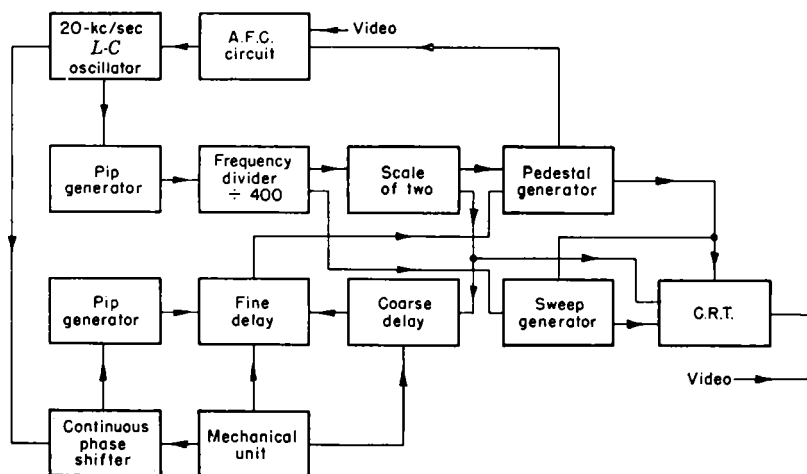 20-kc/sec
L-C
oscillator
A.F.C.
circuit
Video
Pip
generator
Frequency
divider
÷ 400
Scale
of two
Pedestal
generator
Pip
generator
Fine
delay
Coarse
delay
Sweep
generator
C.R.T.
Video
Continuous
phase
shifter
Mechanical
unit